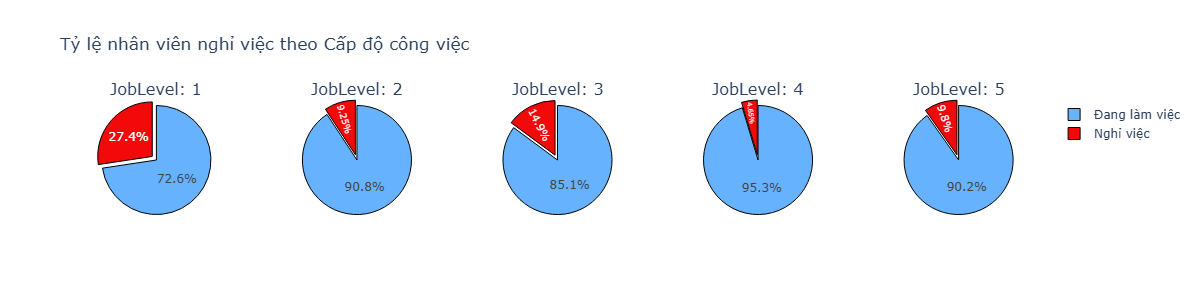 Tỷ lệ nhân viên nghỉ việc theo Cấp độ công việc
JobLevel: 1
JobLevel: 2
JobLevel: 3
JobLevel: 4
JobLevel: 5
27.4%
72.6%
9.25%
90.8%
14.9%
85.1%
4.65%
95.3%
9.8%
90.2%
Đang làm việc
Nghỉ việc